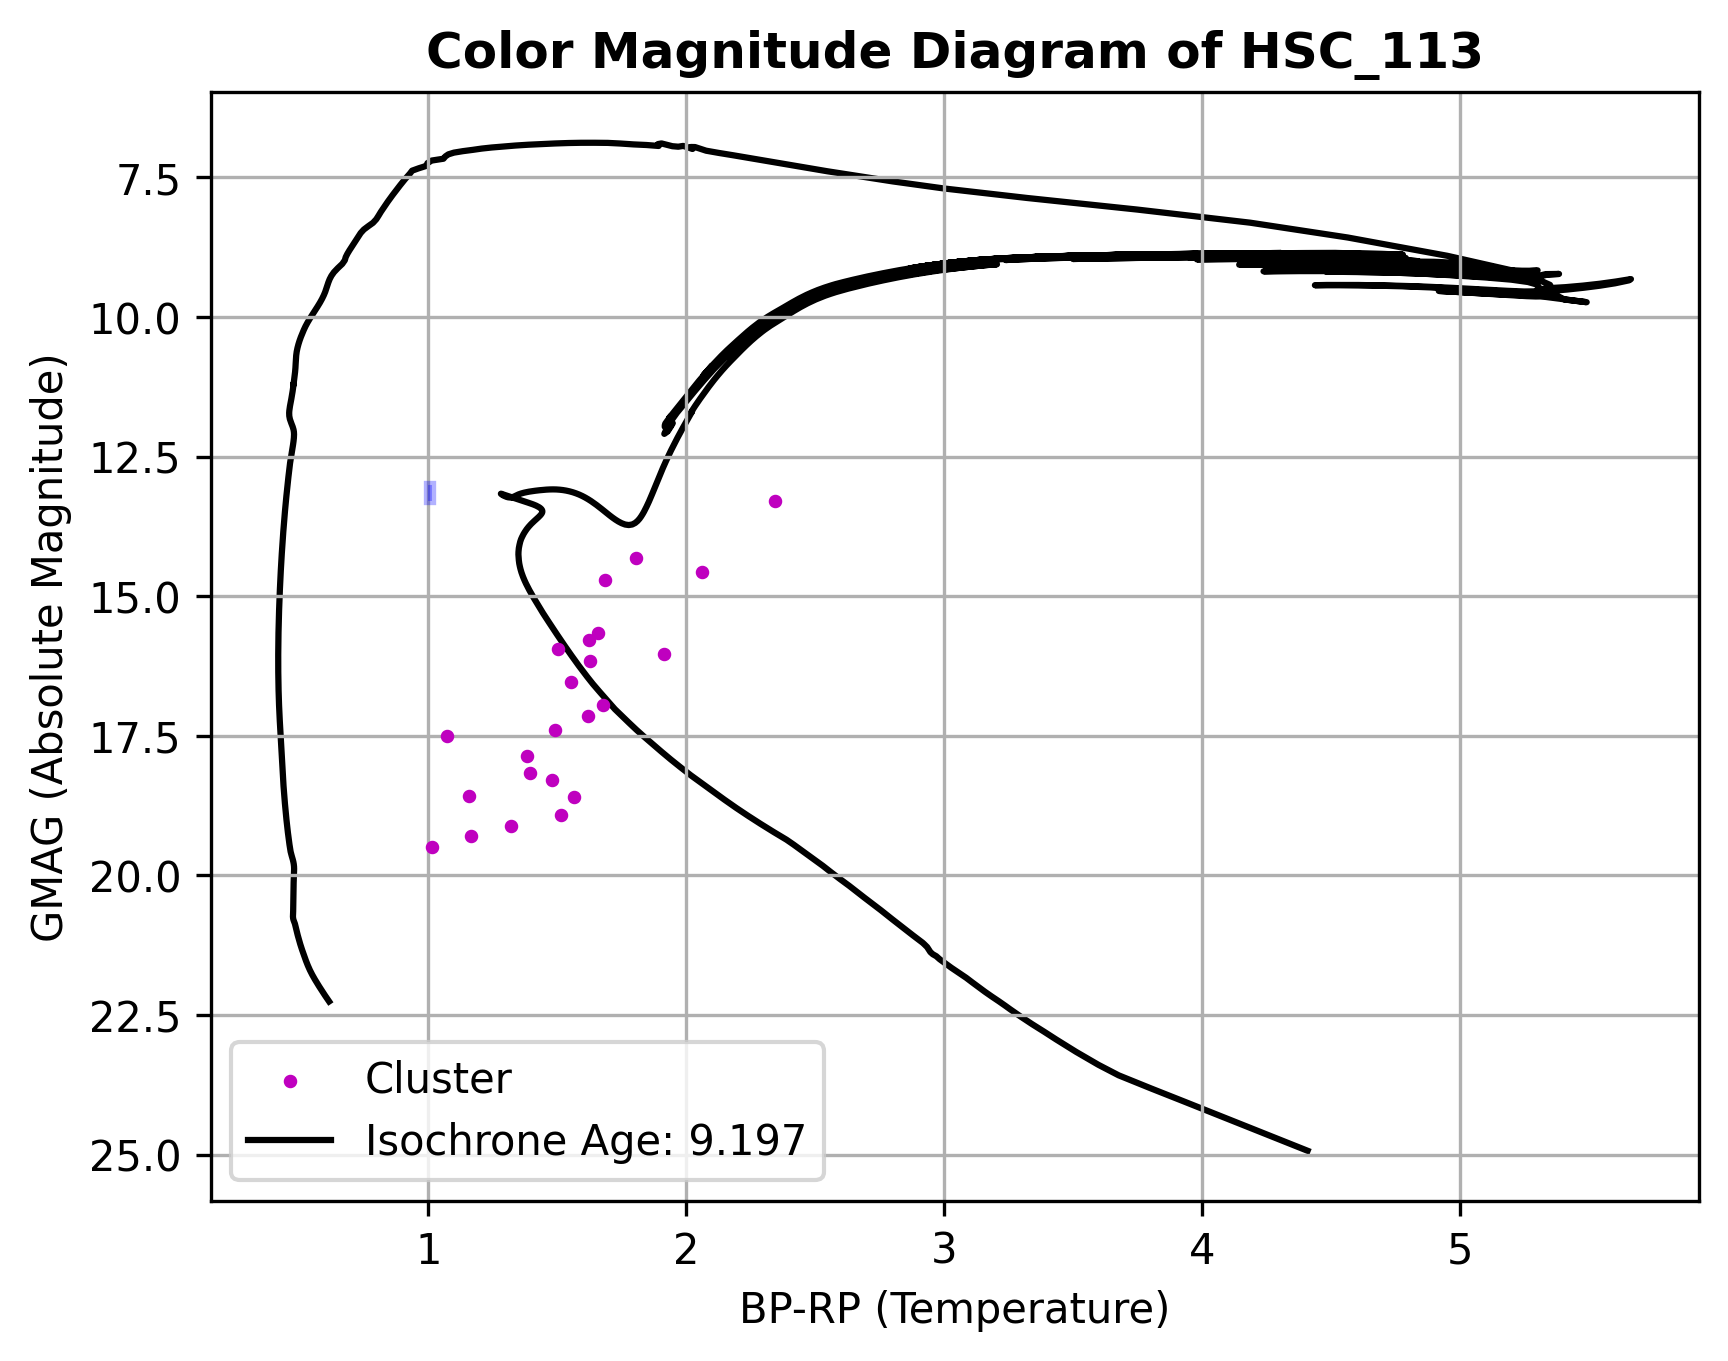 Color Magnitude Diagram of HSC_113
GMAG (Absolute Magnitude)
7.5
10.0
12.5
15.0
17.5
20.0
22.5
25.0
Cluster
Isochrone Age: 9.197
1
2
3
4
5
BP-RP (Temperature)